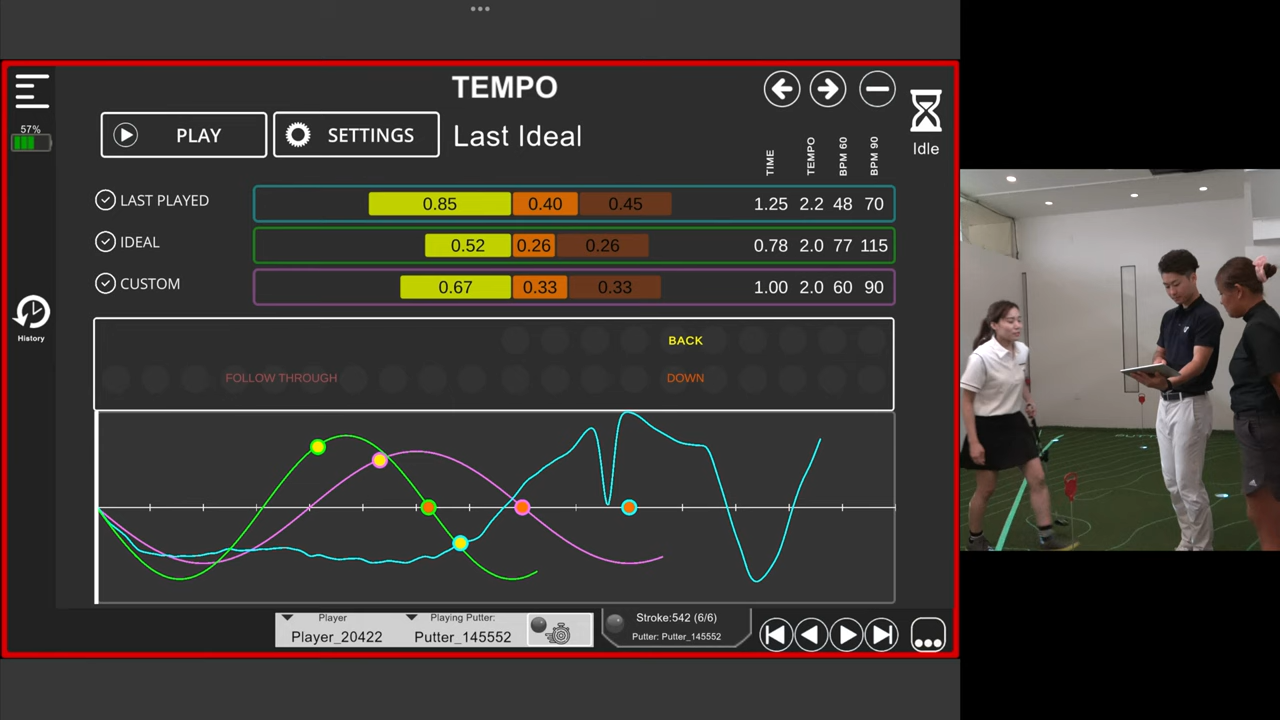 TEMPO
57%
PLAY
SETTINGS
Last Ideal
Idle
TIME
TEMPO
BPM 60
BPM 90
LAST PLAYED 0.85 0.40 0.45 1.25 2.2 48 70
IDEAL 0.52 0.26 0.26 0.78 2.0 77 115
CUSTOM 0.67 0.33 0.33 1.00 2.0 60 90
History
BACK
FOLLOW THROUGH DOWN
Player
Player_20422
Playing Putter:
Putter_145552
Stroke:542 (6/6)
Putter: Putter_145552